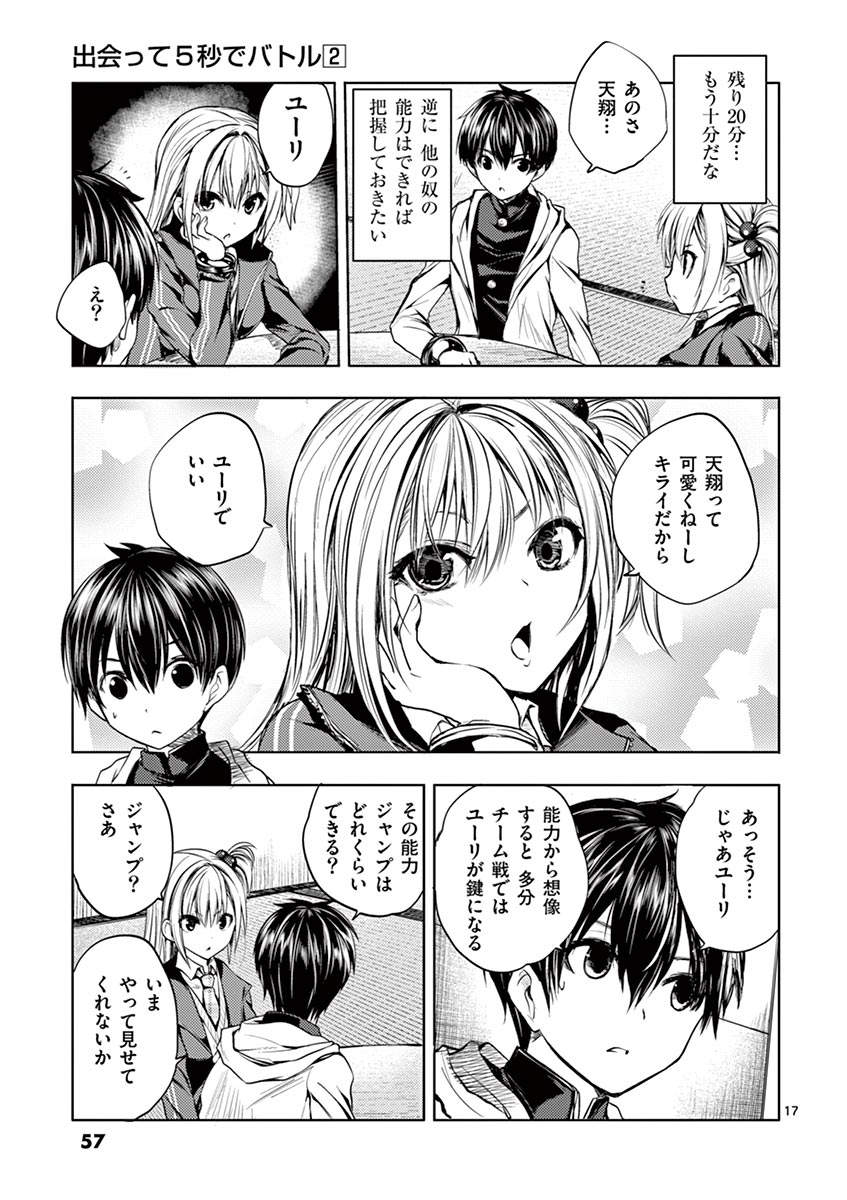 出会って５秒でバトル2
残り20分…
もう十分だな
あのさ
天翔…
逆に 他の奴の
能力はできれば
把握しておきたい
ユーリ
え？
天翔って
可愛くねーし
キライだから
ユーリで
いい
あっそう…
じゃあユーリ
能力から想像
すると 多分
チーム戦では
ユーリが鍵になる
その能力
ジャンプは
どれくらい
できる？
ジャンプ？
さあ
いま
やって見せて
くれないか
17
57